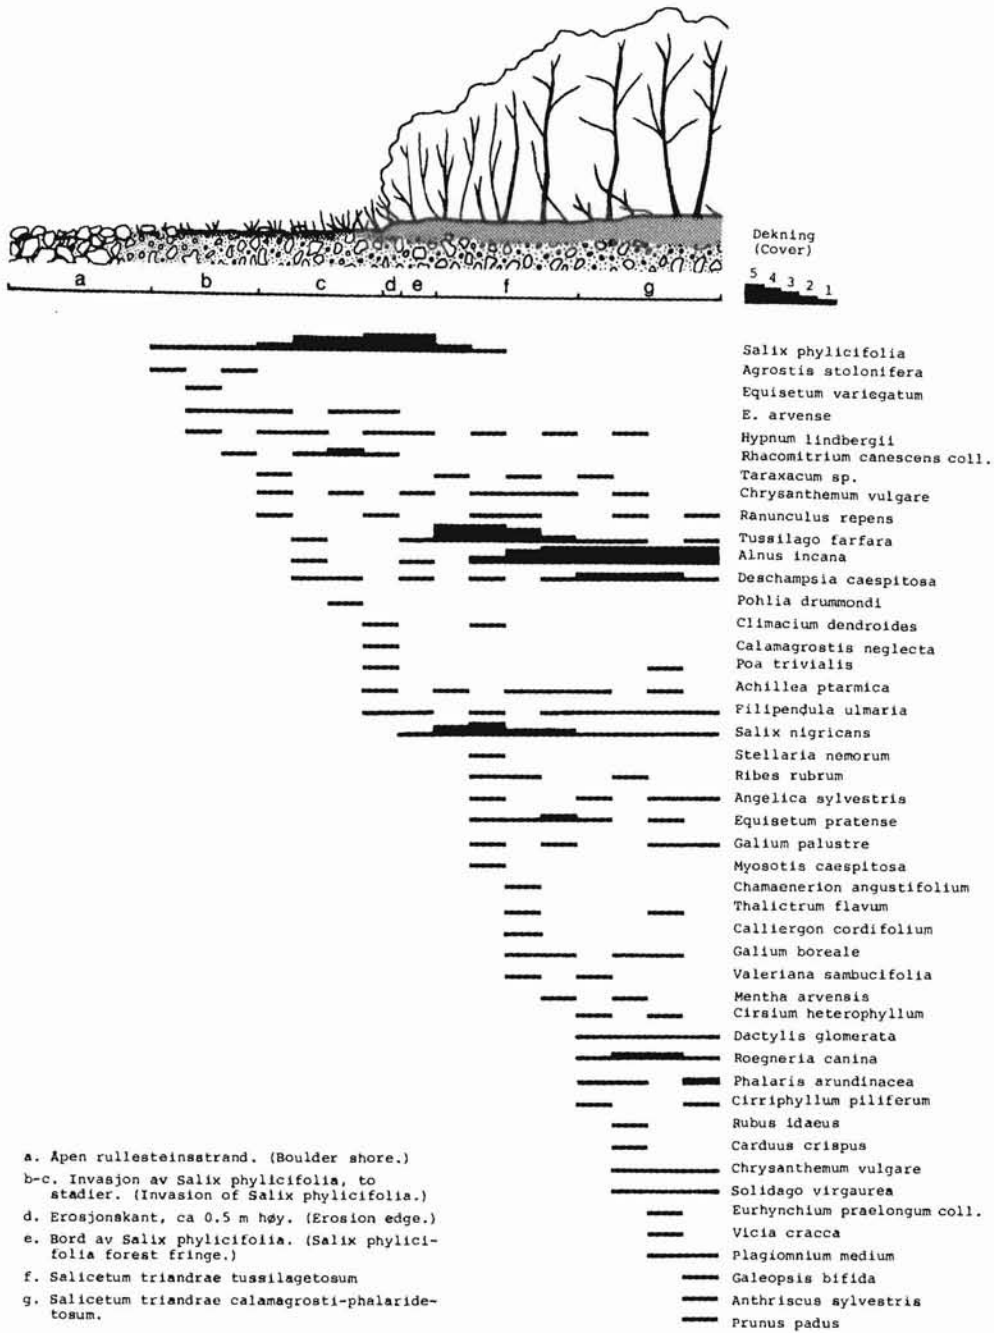 Dekning
(Cover)
5 4 3 2 1
a b c d e f g
Salix phylicifolia
Agrostis stolonifera
Equisetum variegatum
E. arvense
Hypnum lindbergii
Rhacomitrium canescens coll.
Taraxacum sp.
Chrysanthemum vulgare
Ranunculus repens
Tussilago farfara
Alnus incana
Deschampsia caespitosa
Pohlia drummondi
Climacium dendroides
Calamagrostis neglecta
Poa trivialis
Achillea ptarmica
Filipendula ulmaria
Salix nigricans
Stellaria nemorum
Ribes rubrum
Angelica sylvestris
Equisetum pratense
Galium palustre
Myosotis caespitosa
Chamaenerion angustifolium
Thalictrum flavum
Calliergon cordifolium
Galium boreale
Valeriana sambucifolia
Mentha arvensis
Cirsium heterophyllum
Dactylis glomerata
Roegneria canina
Phalaris arundinacea
Cirriphyllum piliferum
Rubus idaeus
Carduus crispus
Chrysanthemum vulgare
Solidago virgaurea
Eurhynchium praelongum coll.
Vicia cracca
Plagiomnium medium
Galeopsis bifida
Anthriscus sylvestris
Prunus padus
a. Åpen rullesteinsstrand. (Boulder shore.)
b-c. Invasjon av Salix phylicifolia, to
stadier. (Invasion of Salix phylicifolia.)
d. Erosjonskant, ca 0.5 m høy. (Erosion edge.)
e. Bord av Salix phylicifolia. (Salix phylici-
folia forest fringe.)
f. Salicetum triandrae tussilagetosum
g. Salicetum triandrae calamagrosti-phalaride-
tosum.